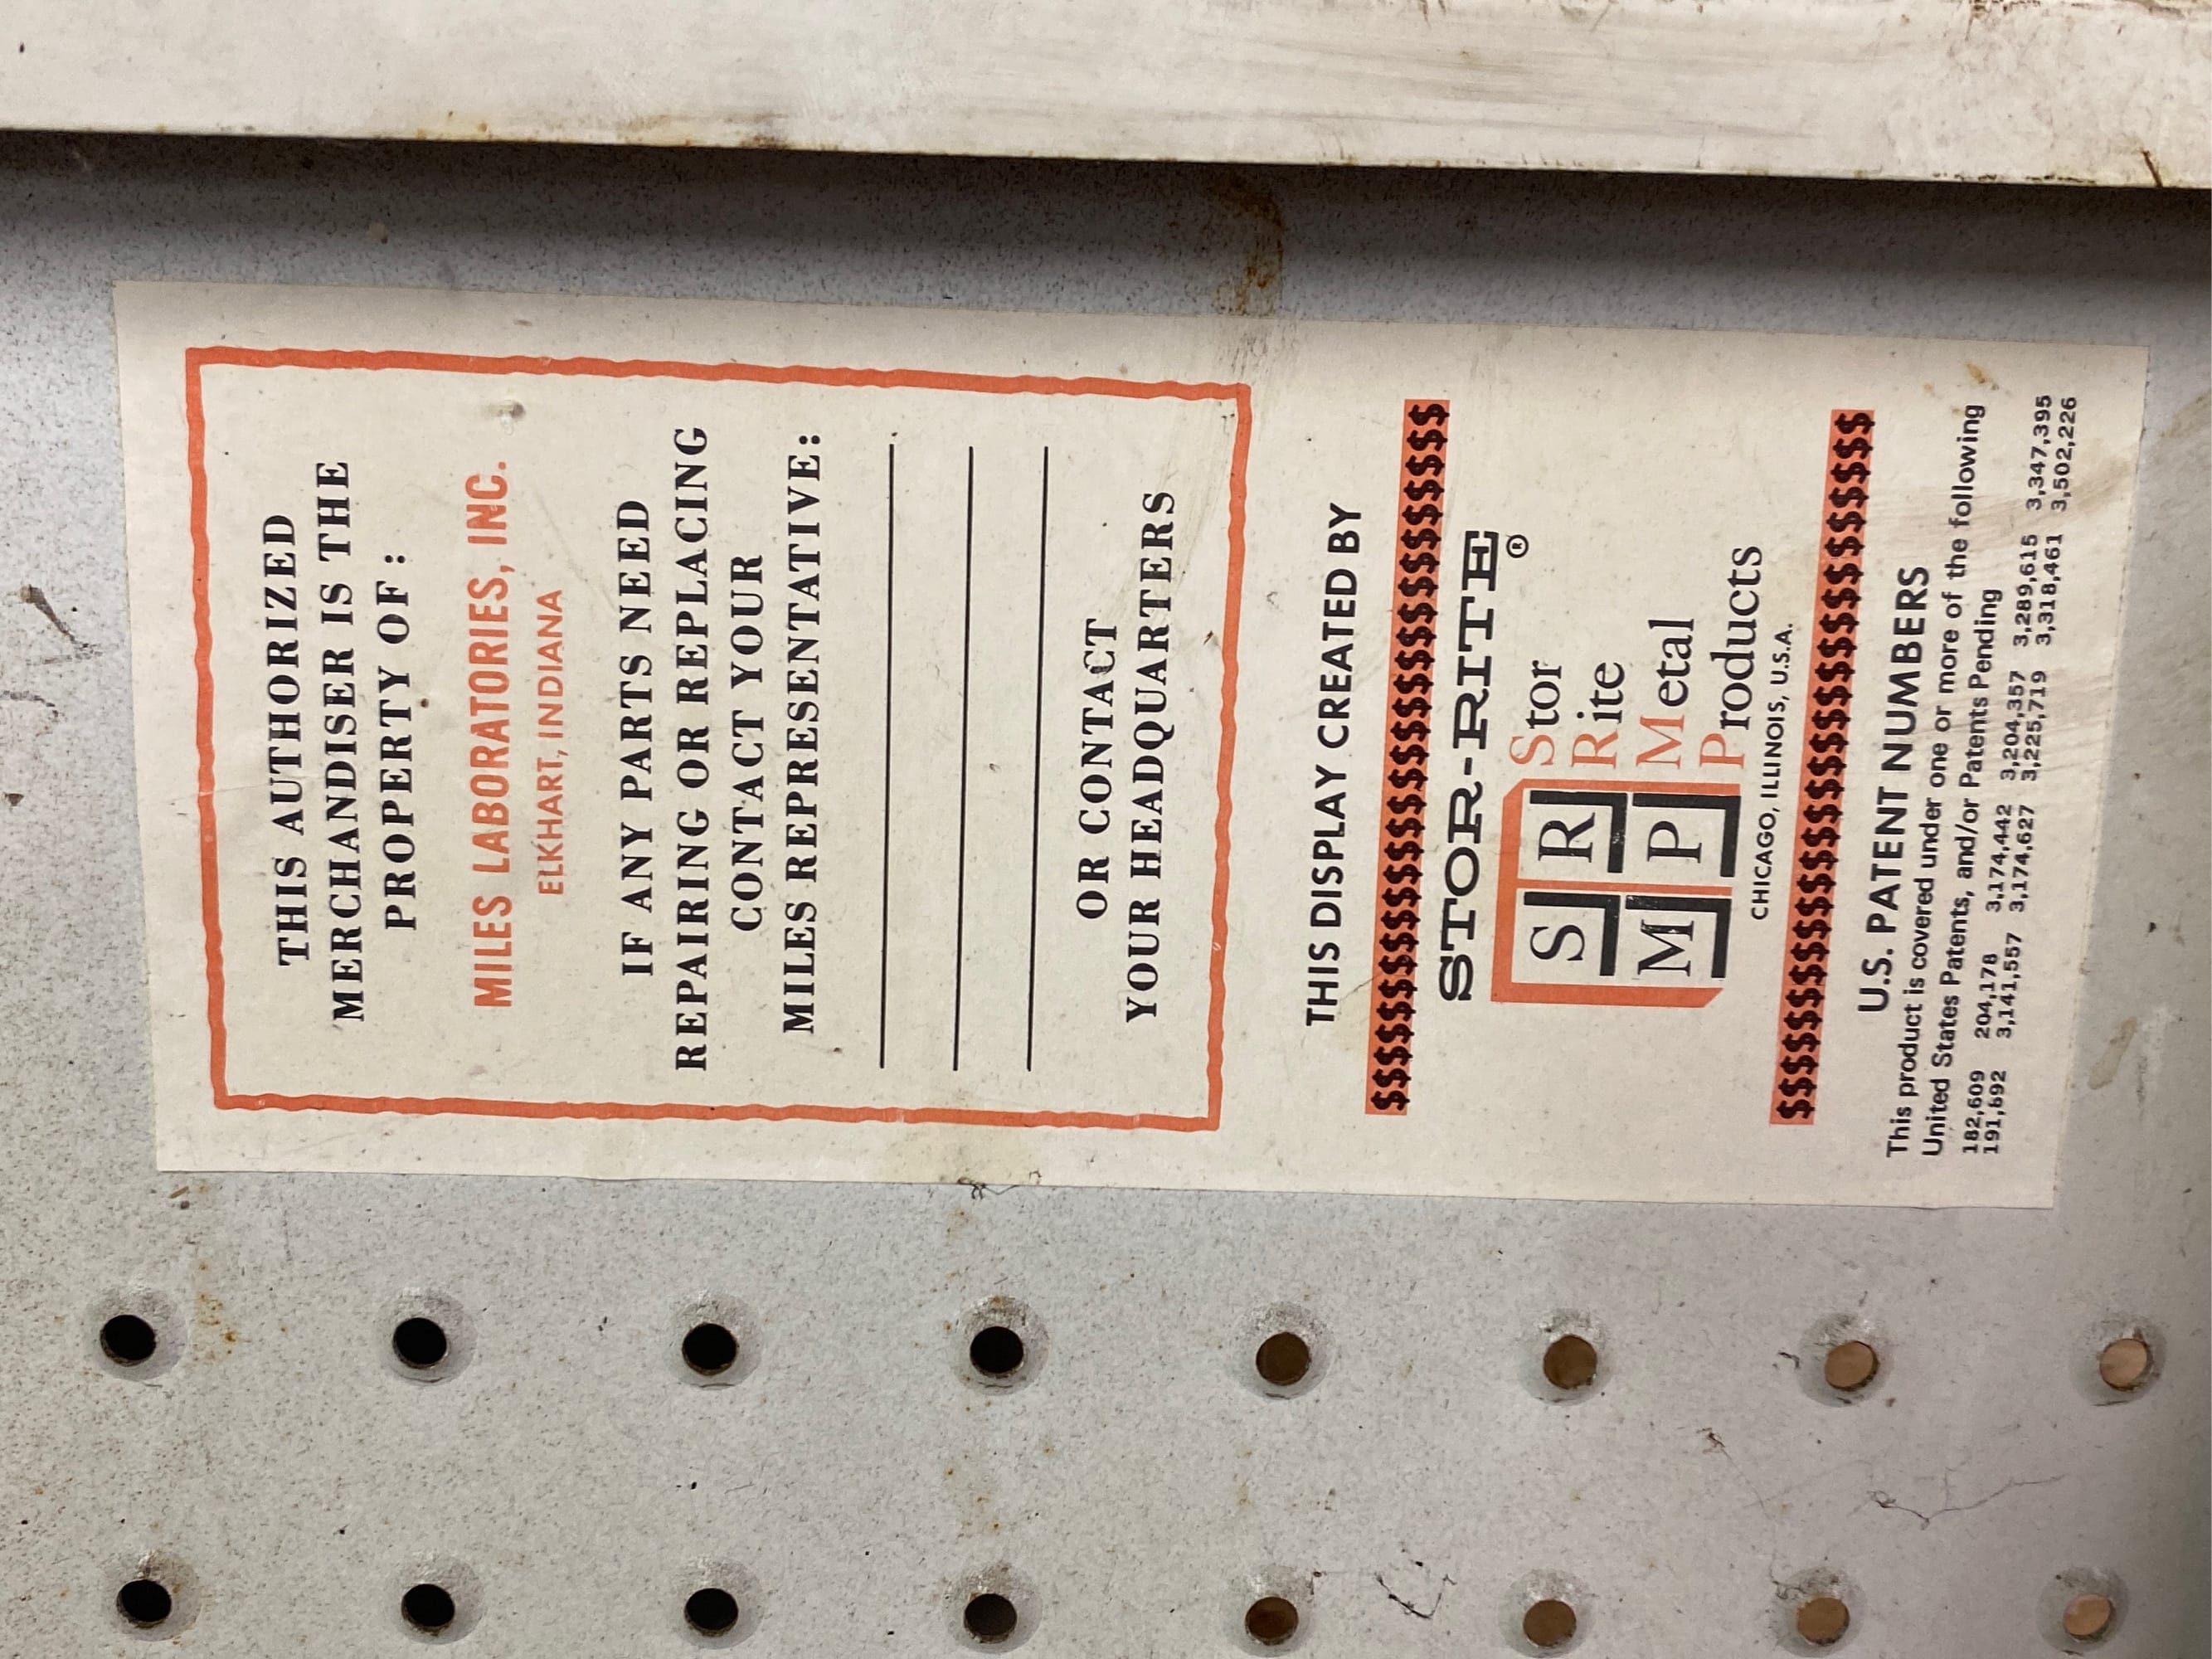 THIS AUTHORIZED
MERCHANDISER IS THE
PROPERTY OF :
MILES LABORATORIES, INC.
ELKHART, INDIANA
IF ANY PARTS NEED
REPAIRING OR REPLACING
CONTACT YOUR
MILES REPRESENTATIVE:
OR CONTACT
YOUR HEADQUARTERS
THIS DISPLAY CREATED BY
$$$$$$$$$$$$$$$$$$$$$$$$$$$$$$
STOR-RITE®
S R Stor
Rite
M P Metal
Products
CHICAGO, ILLINOIS, U.S.A.
$$$$$$$$$$$$$$$$$$$$$$$$$$$$$$
U.S. PATENT NUMBERS
This product is covered under one or more of the following
United States Patents, and/or Patents Pending
182,609 204,178 3,174,442 3,204,357 3,289,615 3,347,395
191,892 3,141,557 3,174,627 3,225,719 3,318,461 3,502,226